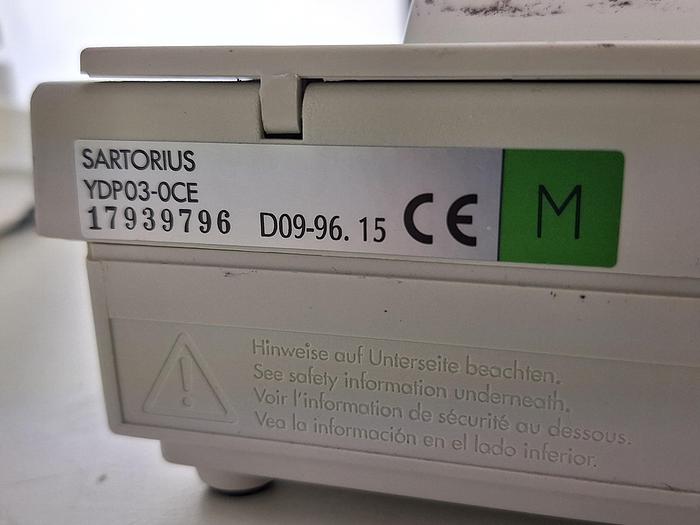 SARTORIUS
YDP03-0CE
17939796 D09-96. 15 CE M
Hinweise auf Unterseite beachten.
See safety information underneath.
Voir l'information de sécurité au dessous.
Vea la información en el lado inferior.